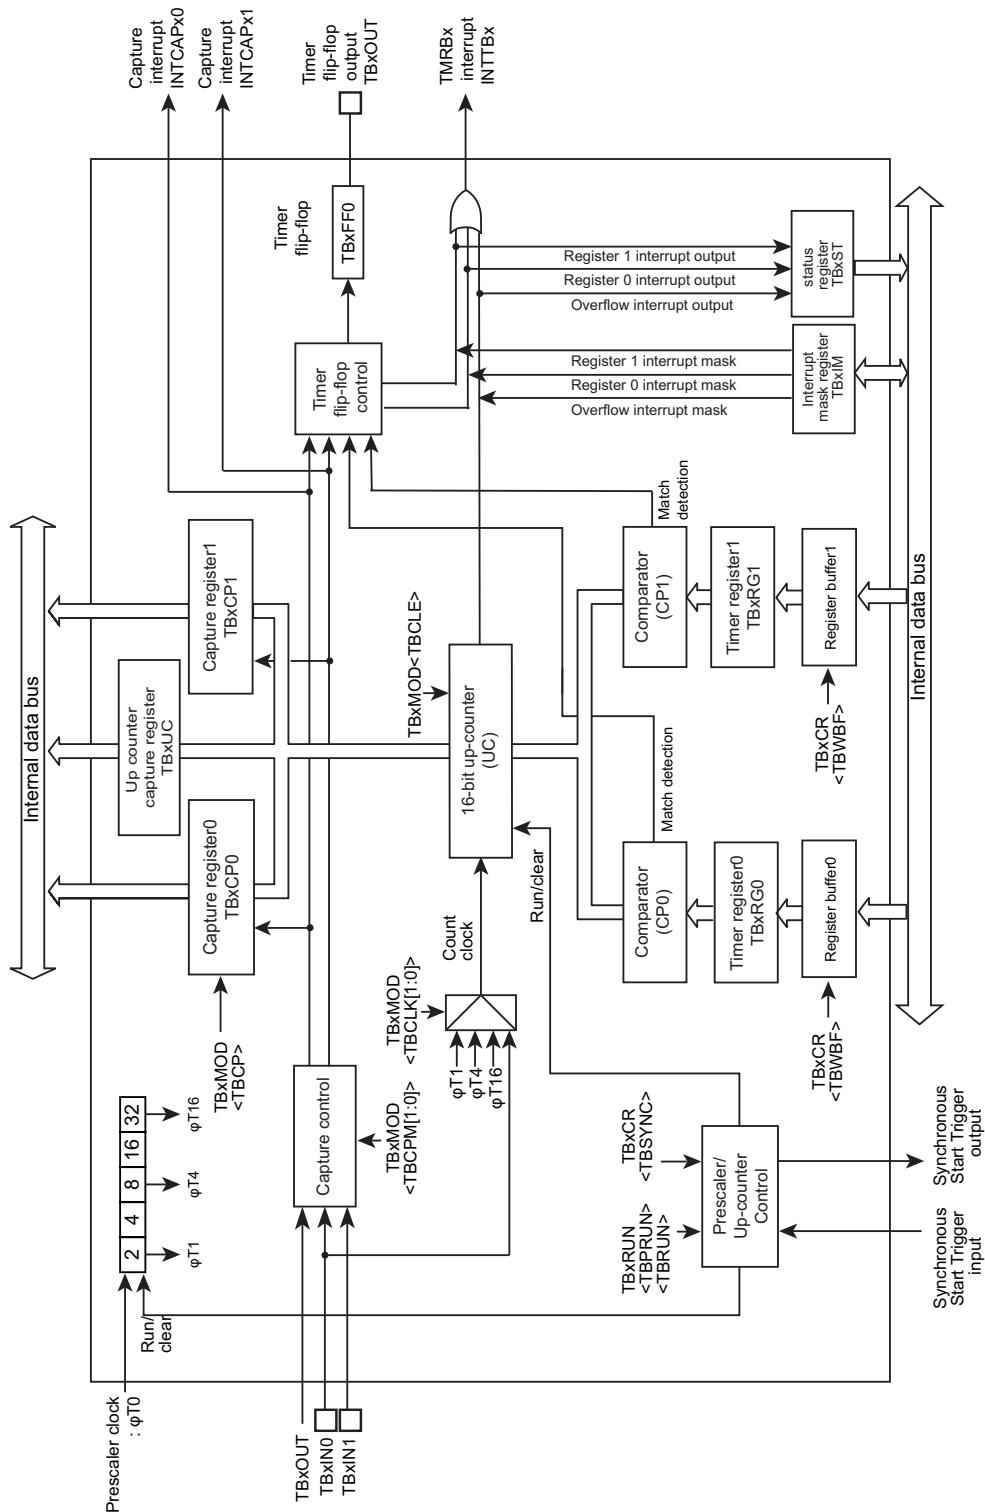 Prescaler clock
: φT0
Run/
clear
2
4
8
16
32
φT1
φT4
φT16
TBxOUT
TBxIN0
TBxIN1
Capture control
TBxMOD
<TBCPM[1:0]>
TBxMOD
<TBCP>
Internal data bus
Capture register0
TBxCP0
Up counter
capture register
TBxUC
Capture register1
TBxCP1
Capture
interrupt
INTCAPx0
Capture
interrupt
INTCAPx1
Timer
flip-flop
output
TBxOUT
Timer
flip-flop
TBxFF0
Timer
flip-flop
control
TMRBx
interrupt
INTTBx
TBxMOD
<TBCLK[1:0]>
φT1
φT4
φT16
Count
clock
TBxMOD<TBCLE>
16-bit up-counter
(UC)
Run/clear
Register 1 interrupt output
Register 0 interrupt output
Overflow interrupt output
Register 1 interrupt mask
Register 0 interrupt mask
Overflow interrupt mask
status
register
TBxST
Interrupt
mask register
TBxIM
TBxRUN
<TBPRUN>
<TBRUN>
TBxCR
<TBSYNC>
Prescaler/
Up-counter
Control
Synchronous
Start Trigger
input
Synchronous
Start Trigger
output
Match detection
Comparator
(CP0)
Timer register0
TBxRG0
Register buffer0
TBxCR
<TBWBF>
Match
detection
Comparator
(CP1)
Timer register1
TBxRG1
Register buffer1
TBxCR
<TBWBF>
Internal data bus